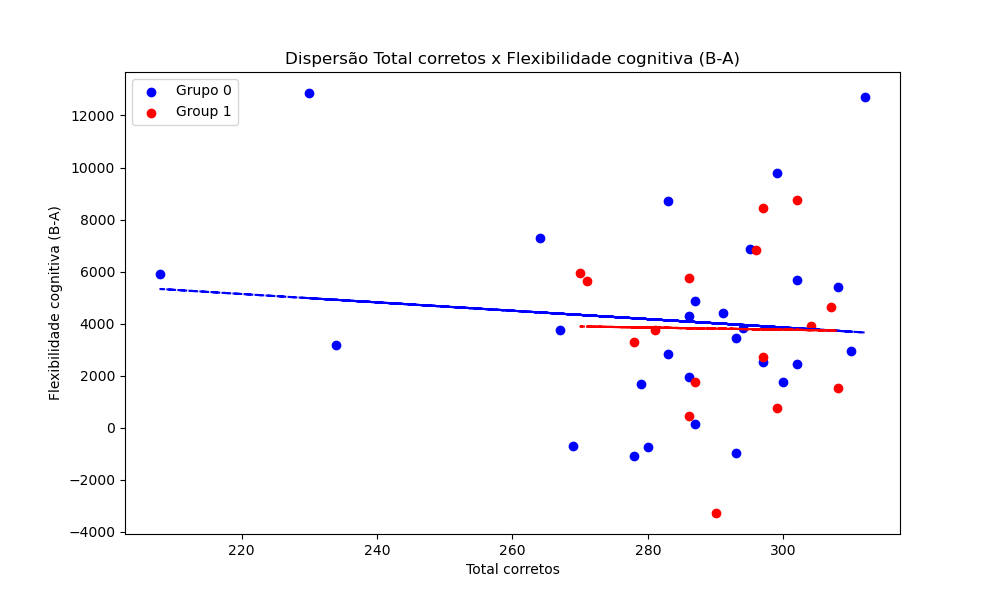 Dispersão Total corretos x Flexibilidade cognitiva (B-A)
Grupo 0
Group 1
Flexibilidade cognitiva (B-A)
12000
10000
8000
6000
4000
2000
0
−2000
−4000
220 240 260 280 300
Total corretos